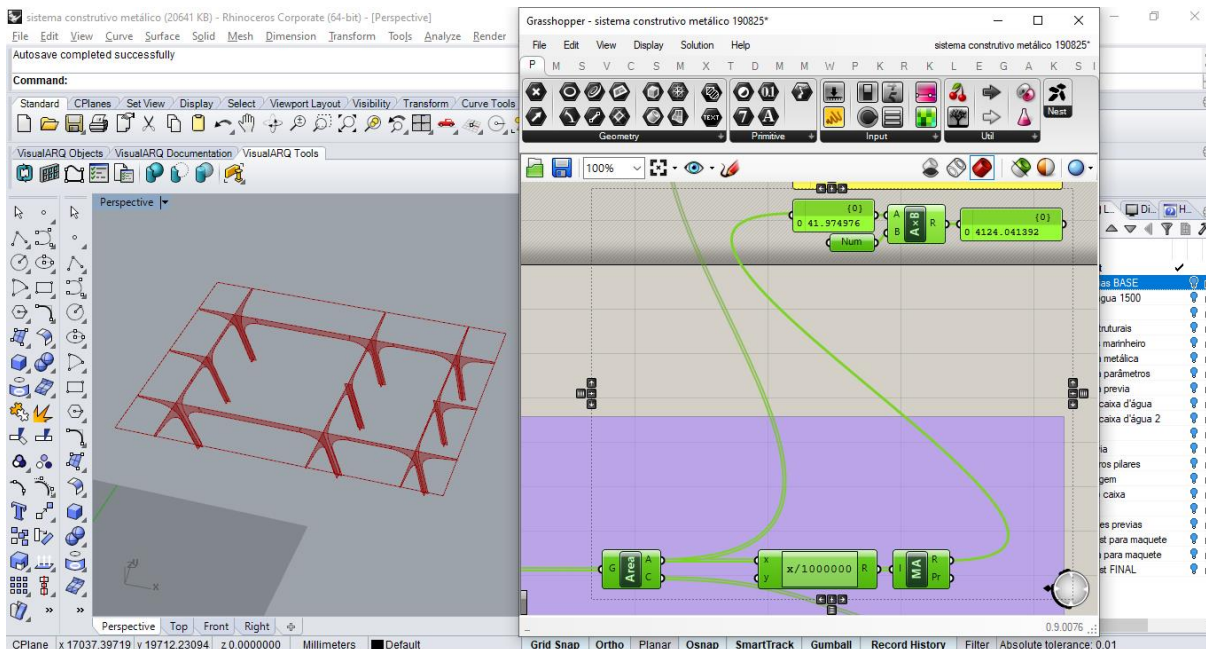 sistema construtivo metálico (20641 KB) - Rhinoceros Corporate (64-bit) - [Perspective]
File Edit View Curve Surface Solid Mesh Dimension Transform Tools Analyze Render
Autosave completed successfully
Command:
Standard CPlanes Set View Display Select Viewport Layout Visibility Transform Curve Tools
VisualARQ Objects VisualARQ Documentation VisualARQ Tools
Perspective
Perspective Top Front Right
CPlane x 17037.39719 y 19712.23094 z 0.0000000 Millimeters Default
Grasshopper - sistema construtivo metálico 190825*
File Edit View Display Solution Help sistema construtivo metálico 190825*
P M S V C S M X T D M M W P K R K L E G A K S I
Geometry Primitive Input Util
Nest
100%
{0}
0 41.974976
Num
A B A×B R
{0}
0 4124.041392
G Area A C
x y x/1000000 R
I MA R Pr
0.9.0076
L... Di... H...
as BASE
gua 1500
truturais
marinheiro
metálica
parâmetros
previa
caixa d'água
caixa d'água 2
ia
ros pilares
gem
caixa
es previas
st para maquete
para maquete
st FINAL
Grid Snap Ortho Planar Osnap SmartTrack Gumball Record History Filter Absolute tolerance: 0.01